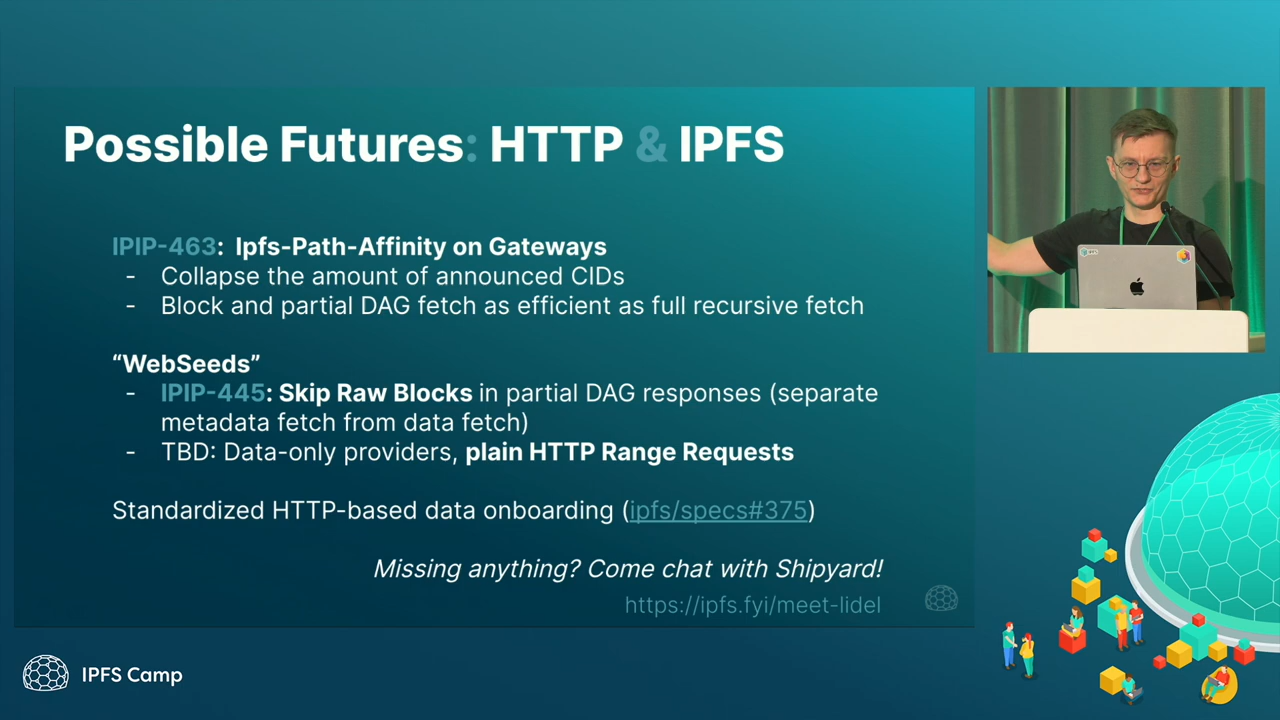 Possible Futures: HTTP & IPFS
IPIP-463: Ipfs-Path-Affinity on Gateways
- Collapse the amount of announced CIDs
- Block and partial DAG fetch as efficient as full recursive fetch
“WebSeeds”
- IPIP-445: Skip Raw Blocks in partial DAG responses (separate
metadata fetch from data fetch)
- TBD: Data-only providers, plain HTTP Range Requests
Standardized HTTP-based data onboarding (ipfs/specs#375)
Missing anything? Come chat with Shipyard!
https://ipfs.fyi/meet-lidel
IPFS Camp